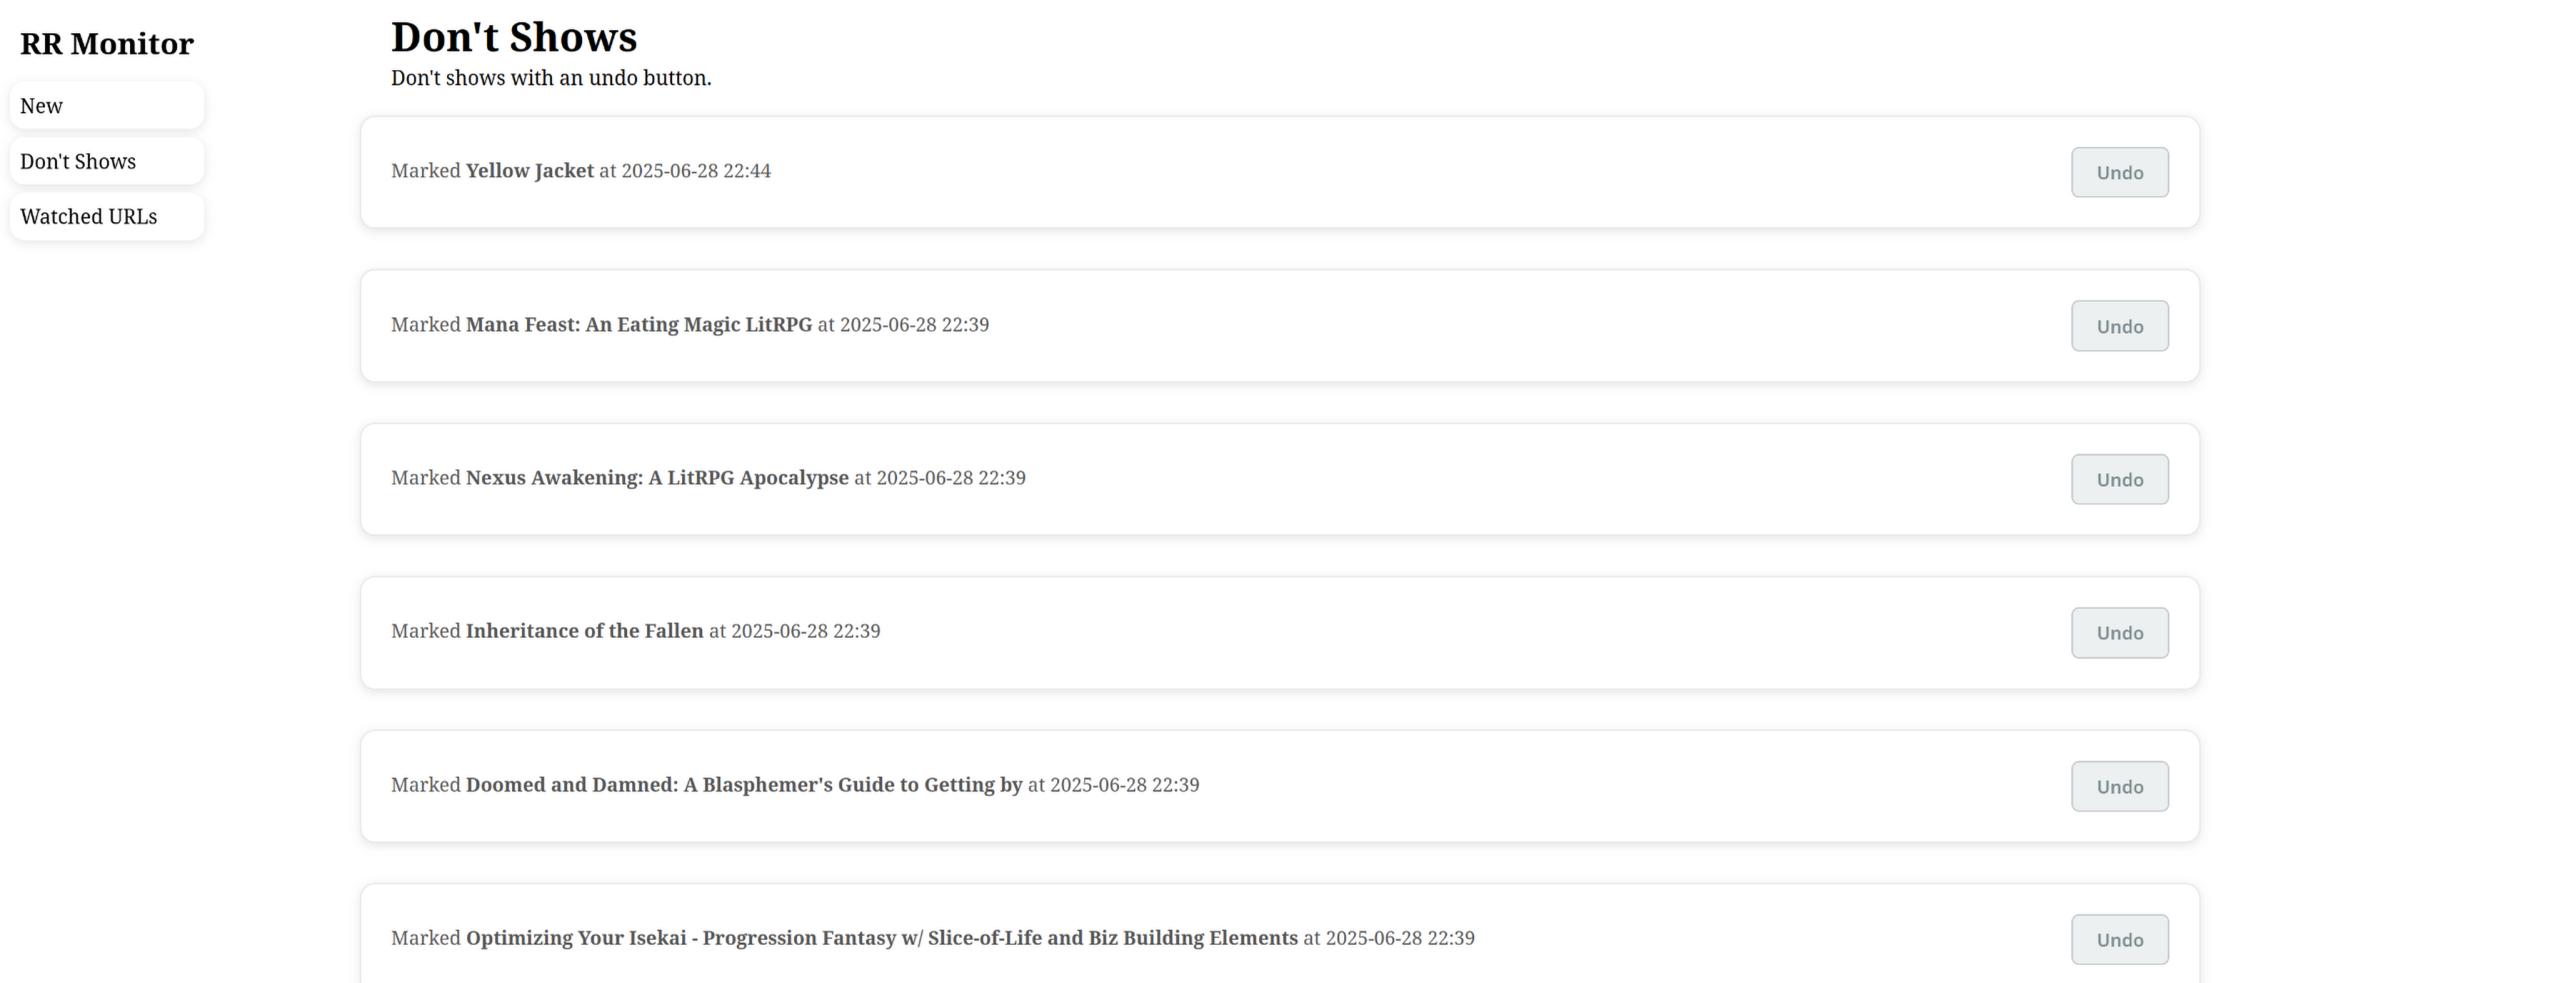 RR Monitor
New
Don't Shows
Watched URLs
Don't Shows
Don't shows with an undo button.
Marked Yellow Jacket at 2025-06-28 22:44
Undo
Marked Mana Feast: An Eating Magic LitRPG at 2025-06-28 22:39
Undo
Marked Nexus Awakening: A LitRPG Apocalypse at 2025-06-28 22:39
Undo
Marked Inheritance of the Fallen at 2025-06-28 22:39
Undo
Marked Doomed and Damned: A Blasphemer's Guide to Getting by at 2025-06-28 22:39
Undo
Marked Optimizing Your Isekai - Progression Fantasy w/ Slice-of-Life and Biz Building Elements at 2025-06-28 22:39
Undo